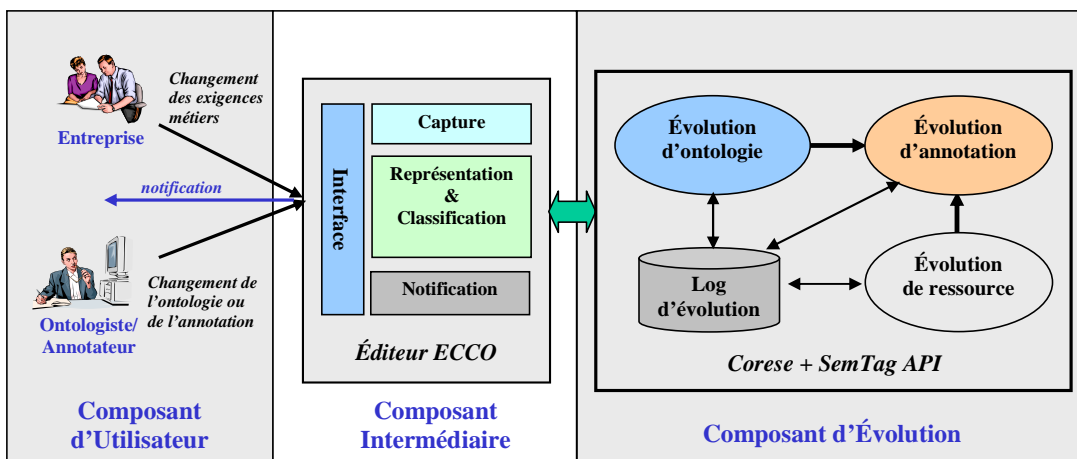 Changement
des exigences
métiers
Entreprise
notification
Changement de
l'ontologie ou
de l'annotation
Ontologiste/
Annotateur
Composant
d'Utilisateur
Interface
Capture
Représentation
&
Classification
Notification
Éditeur ECCO
Composant
Intermédiaire
Évolution
d'ontologie
Évolution
d'annotation
Log
d'évolution
Évolution
de ressource
Corese + SemTag API
Composant d'Évolution